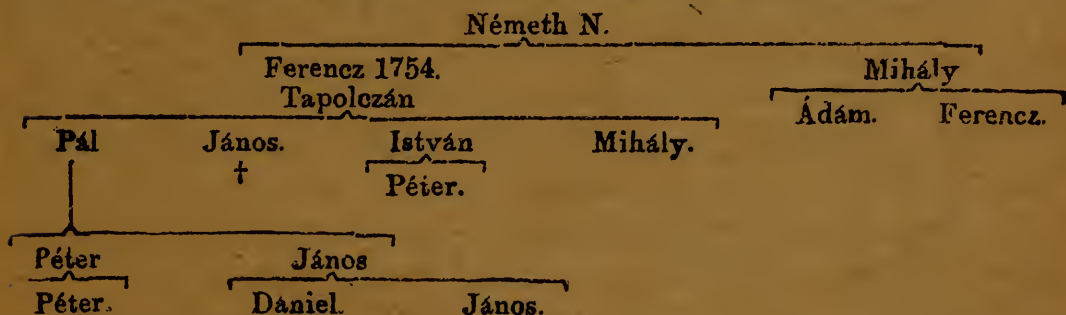 Németh N.
Ferencz 1754. Mihály
Tapolczán Ádám. Ferencz.
Pál János. István Mihály.
† Péter.
Péter János
Péter. Dániel. János.